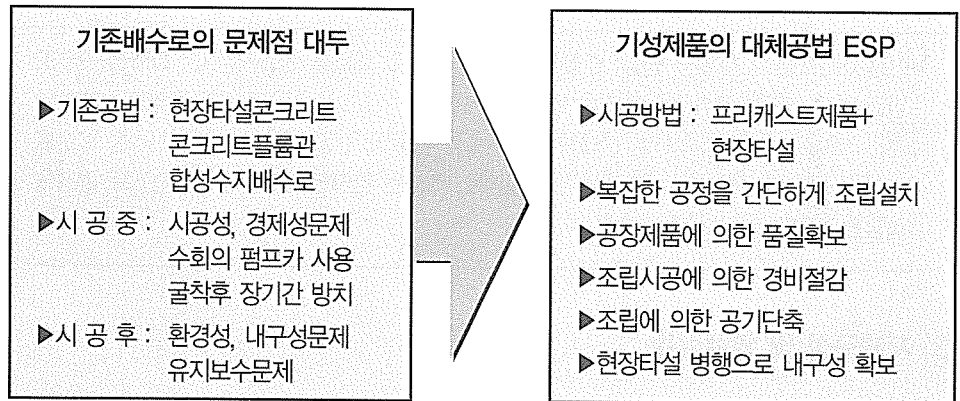 기존배수로의 문제점 대두
▶기존공법 : 현장타설콘크리트
콘크리트플륨관
합성수지배수로
▶시 공 중 : 시공성, 경제성문제
수회의 펌프카 사용
굴착후 장기간 방치
▶시 공 후 : 환경성, 내구성문제
유지보수문제
기성제품의 대체공법 ESP
▶시공방법 : 프리캐스트제품+
현장타설
▶복잡한 공정을 간단하게 조립설치
▶공장제품에 의한 품질확보
▶조립시공에 의한 경비절감
▶조립에 의한 공기단축
▶현장타설 병행으로 내구성 확보